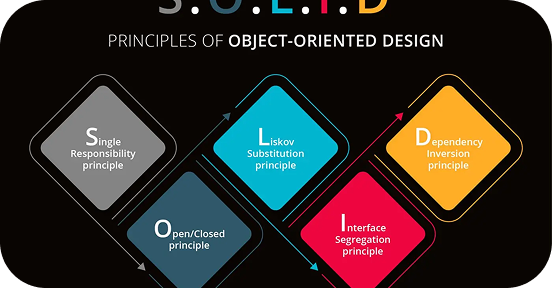 S.O.L.I.D
PRINCIPLES OF OBJECT-ORIENTED DESIGN
Single
Responsibility
principle
Open/Closed
principle
Liskov
Substitution
principle
Interface
Segregation
principle
Dependency
Inversion
principle